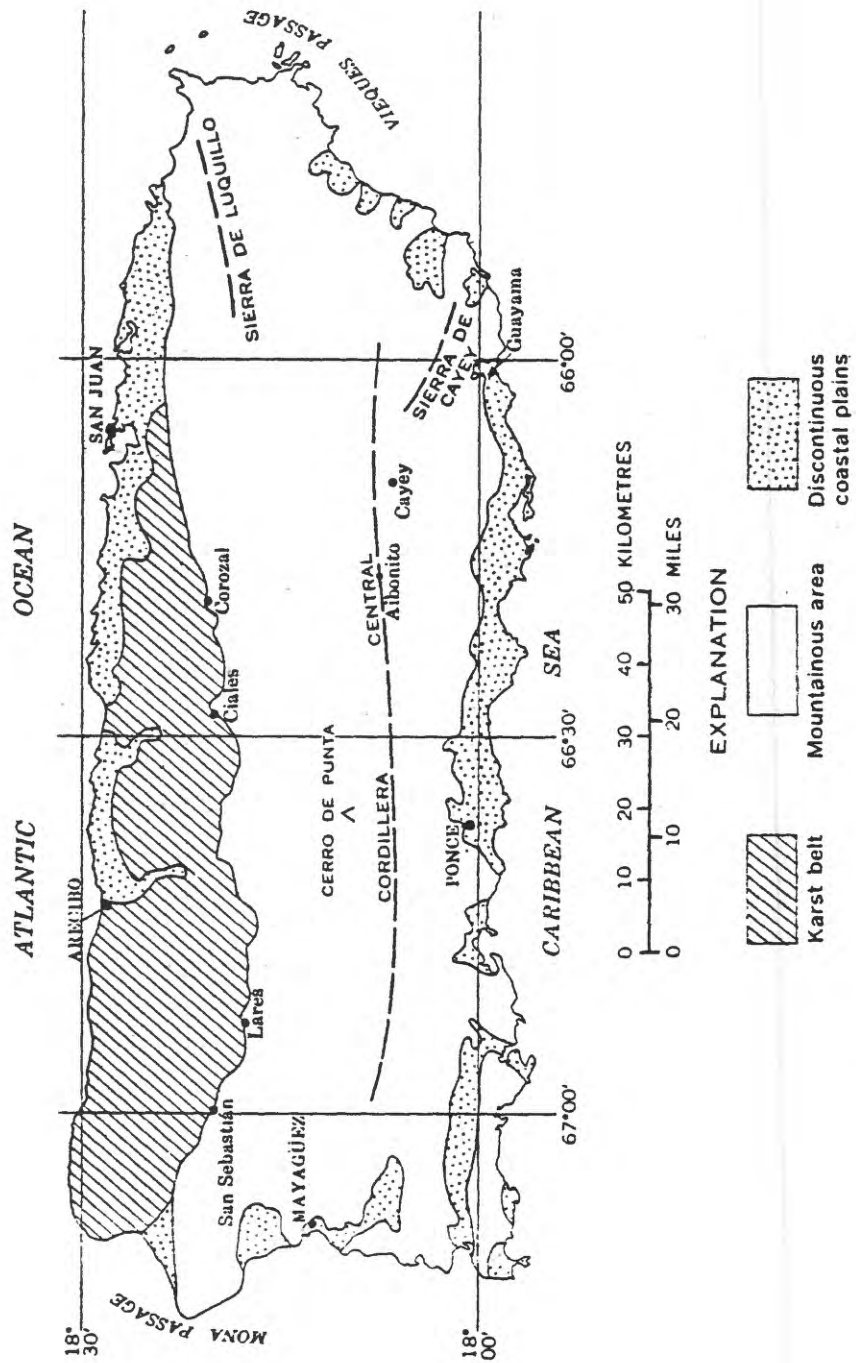 ATLANTIC OCEAN
18°
30'
ARECIBO
SAN JUAN
MONA
PASSAGE
VIEQUES PASSAGE
San Sebastián
Lares
Ciales
Corozal
SIERRA DE LUQUILLO
MAYAGÜEZ
CERRO DE PUNTA
CORDILLERA
CENTRAL
Aibonito
Cayey
SIERRA DE
CAYEY
PONCE
Guayama
18°
00'
CARIBBEAN SEA
67°00'
66°30'
66°00'
0 10 20 30 40 50 KILOMETRES
0 10 20 30 MILES
EXPLANATION
Karst belt
Mountainous area
Discontinuous
coastal plains